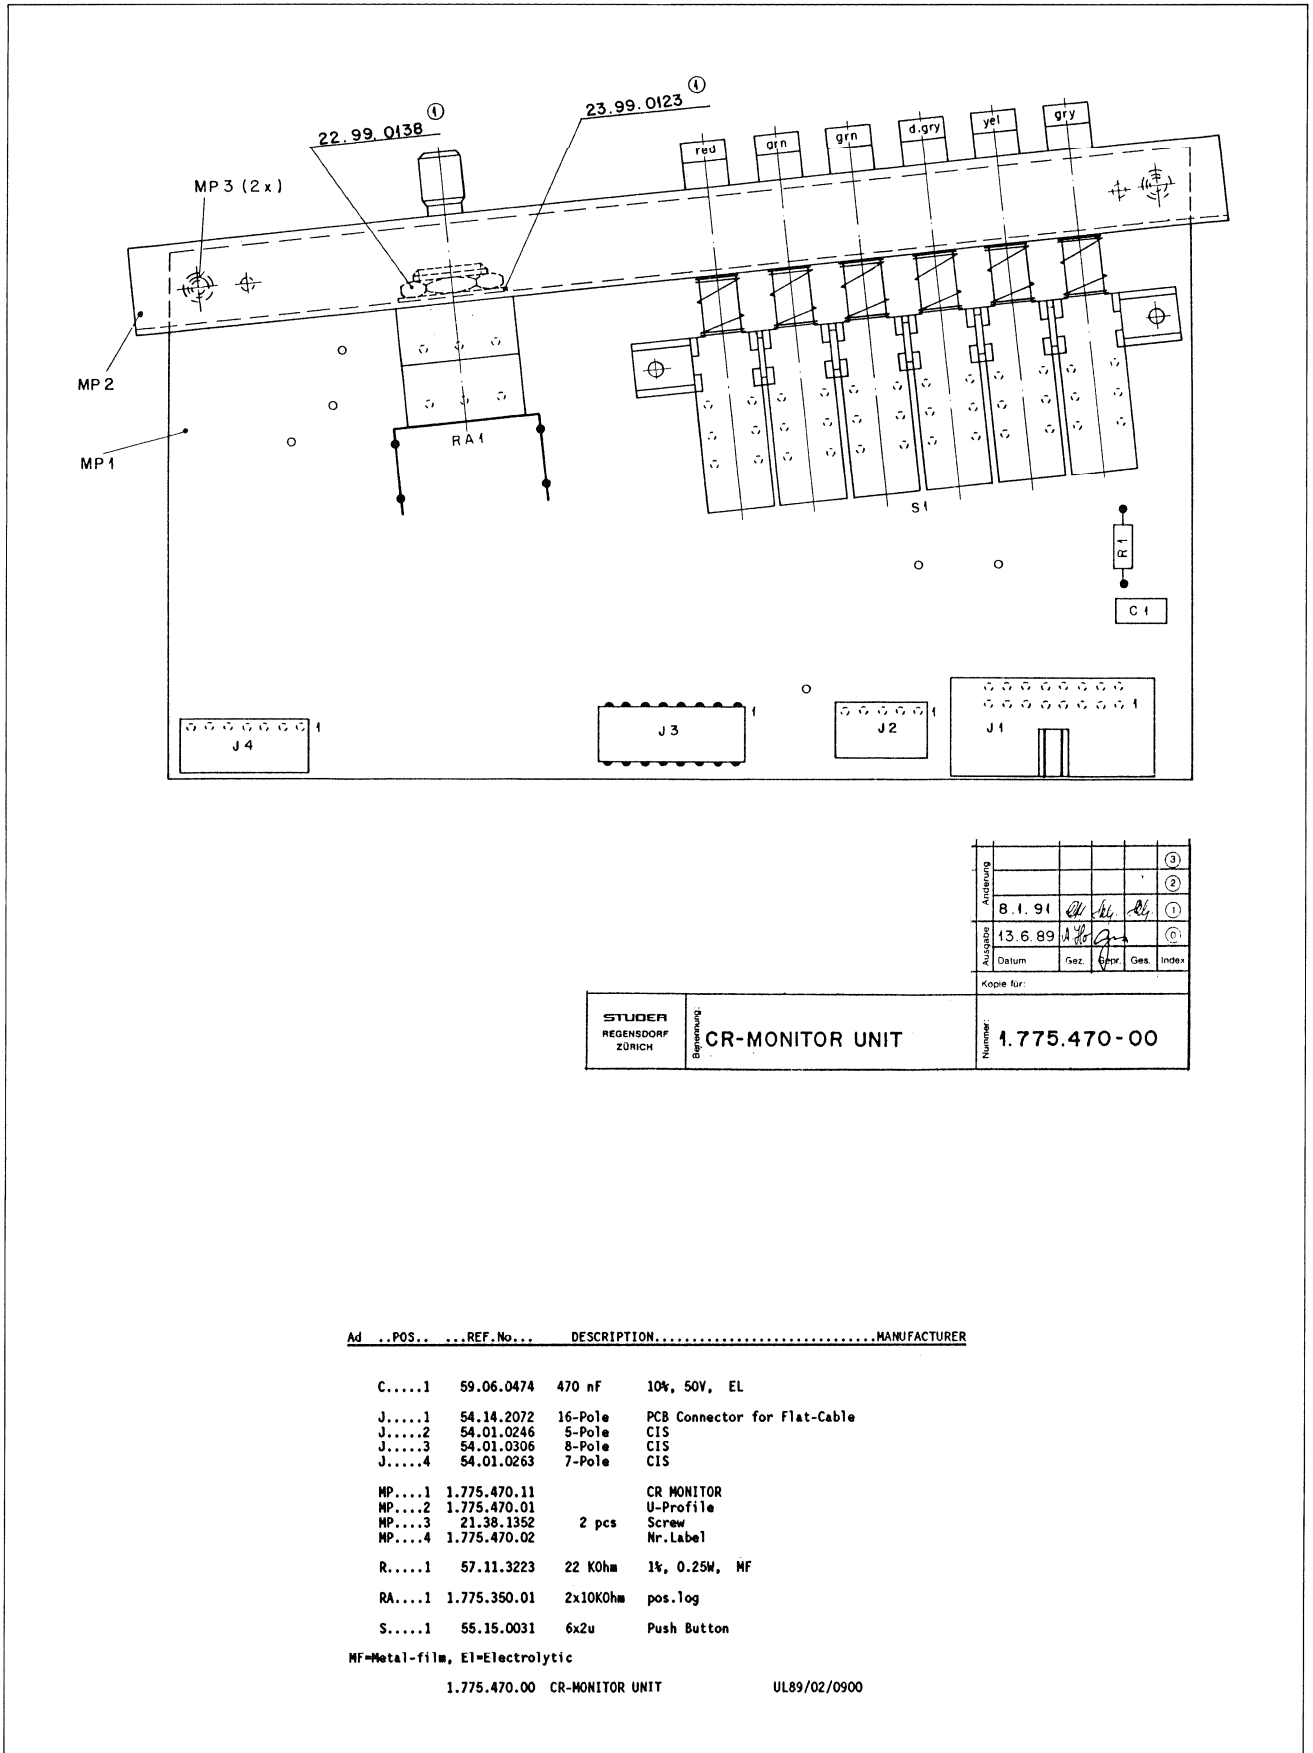 22.99.0138 ①
23.99.0123 ①
MP 3 (2x)
red
grn
grn
d.gry
yel
gry
MP 2
MP 1
RA 1
S 1
R 1
C 1
J 4
1
J 3
1
J 2
1
J 1
1
Änderung
③
②
8.1.91 ①
Ausgabe
13.6.89 ⓪
Datum Gez. Gepr. Ges. Index
Kopie für:
STUDER
REGENSDORF
ZÜRICH
Benennung:
CR-MONITOR UNIT
Nummer:
1.775.470-00
Ad ..POS.. ...REF.No... DESCRIPTION.............................MANUFACTURER
C.....1 59.06.0474 470 nF 10%, 50V, EL
J.....1 54.14.2072 16-Pole PCB Connector for Flat-Cable
J.....2 54.01.0246 5-Pole CIS
J.....3 54.01.0306 8-Pole CIS
J.....4 54.01.0263 7-Pole CIS
MP....1 1.775.470.11 CR MONITOR
MP....2 1.775.470.01 U-Profile
MP....3 21.38.1352 2 pcs Screw
MP....4 1.775.470.02 Nr.Label
R.....1 57.11.3223 22 KOhm 1%, 0.25W, MF
RA....1 1.775.350.01 2x10KOhm pos.log
S.....1 55.15.0031 6x2u Push Button
MF=Metal-film, El=Electrolytic
1.775.470.00 CR-MONITOR UNIT UL89/02/0900